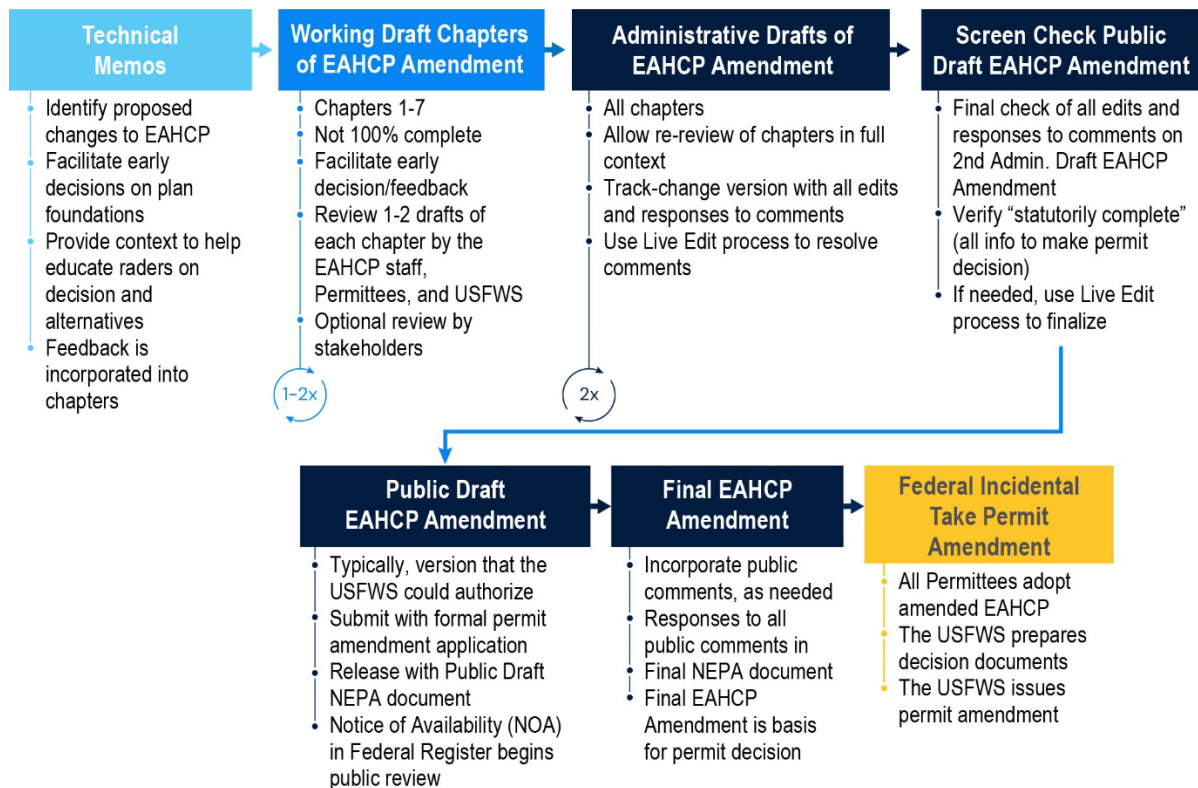 Technical
Memos
Identify proposed
changes to EAHCP
Facilitate early
decisions on plan
foundations
Provide context to help
educate raders on
decision and
alternatives
Feedback is
incorporated into
chapters
Working Draft Chapters
of EAHCP Amendment
Chapters 1-7
Not 100% complete
Facilitate early
decision/feedback
Review 1-2 drafts of
each chapter by the
EAHCP staff,
Permittees, and USFWS
Optional review by
stakeholders
1-2x
Administrative Drafts of
EAHCP Amendment
All chapters
Allow re-review of chapters in full
context
Track-change version with all edits
and responses to comments
Use Live Edit process to resolve
comments
2x
Screen Check Public
Draft EAHCP Amendment
Final check of all edits and
responses to comments on
2nd Admin. Draft EAHCP
Amendment
Verify “statutorily complete”
(all info to make permit
decision)
If needed, use Live Edit
process to finalize
Public Draft
EAHCP Amendment
Typically, version that the
USFWS could authorize
Submit with formal permit
amendment application
Release with Public Draft
NEPA document
Notice of Availability (NOA)
in Federal Register begins
public review
Final EAHCP
Amendment
Incorporate public
comments, as needed
Responses to all
public comments in
Final NEPA document
Final EAHCP
Amendment is basis
for permit decision
Federal Incidental
Take Permit
Amendment
All Permittees adopt
amended EAHCP
The USFWS prepares
decision documents
The USFWS issues
permit amendment